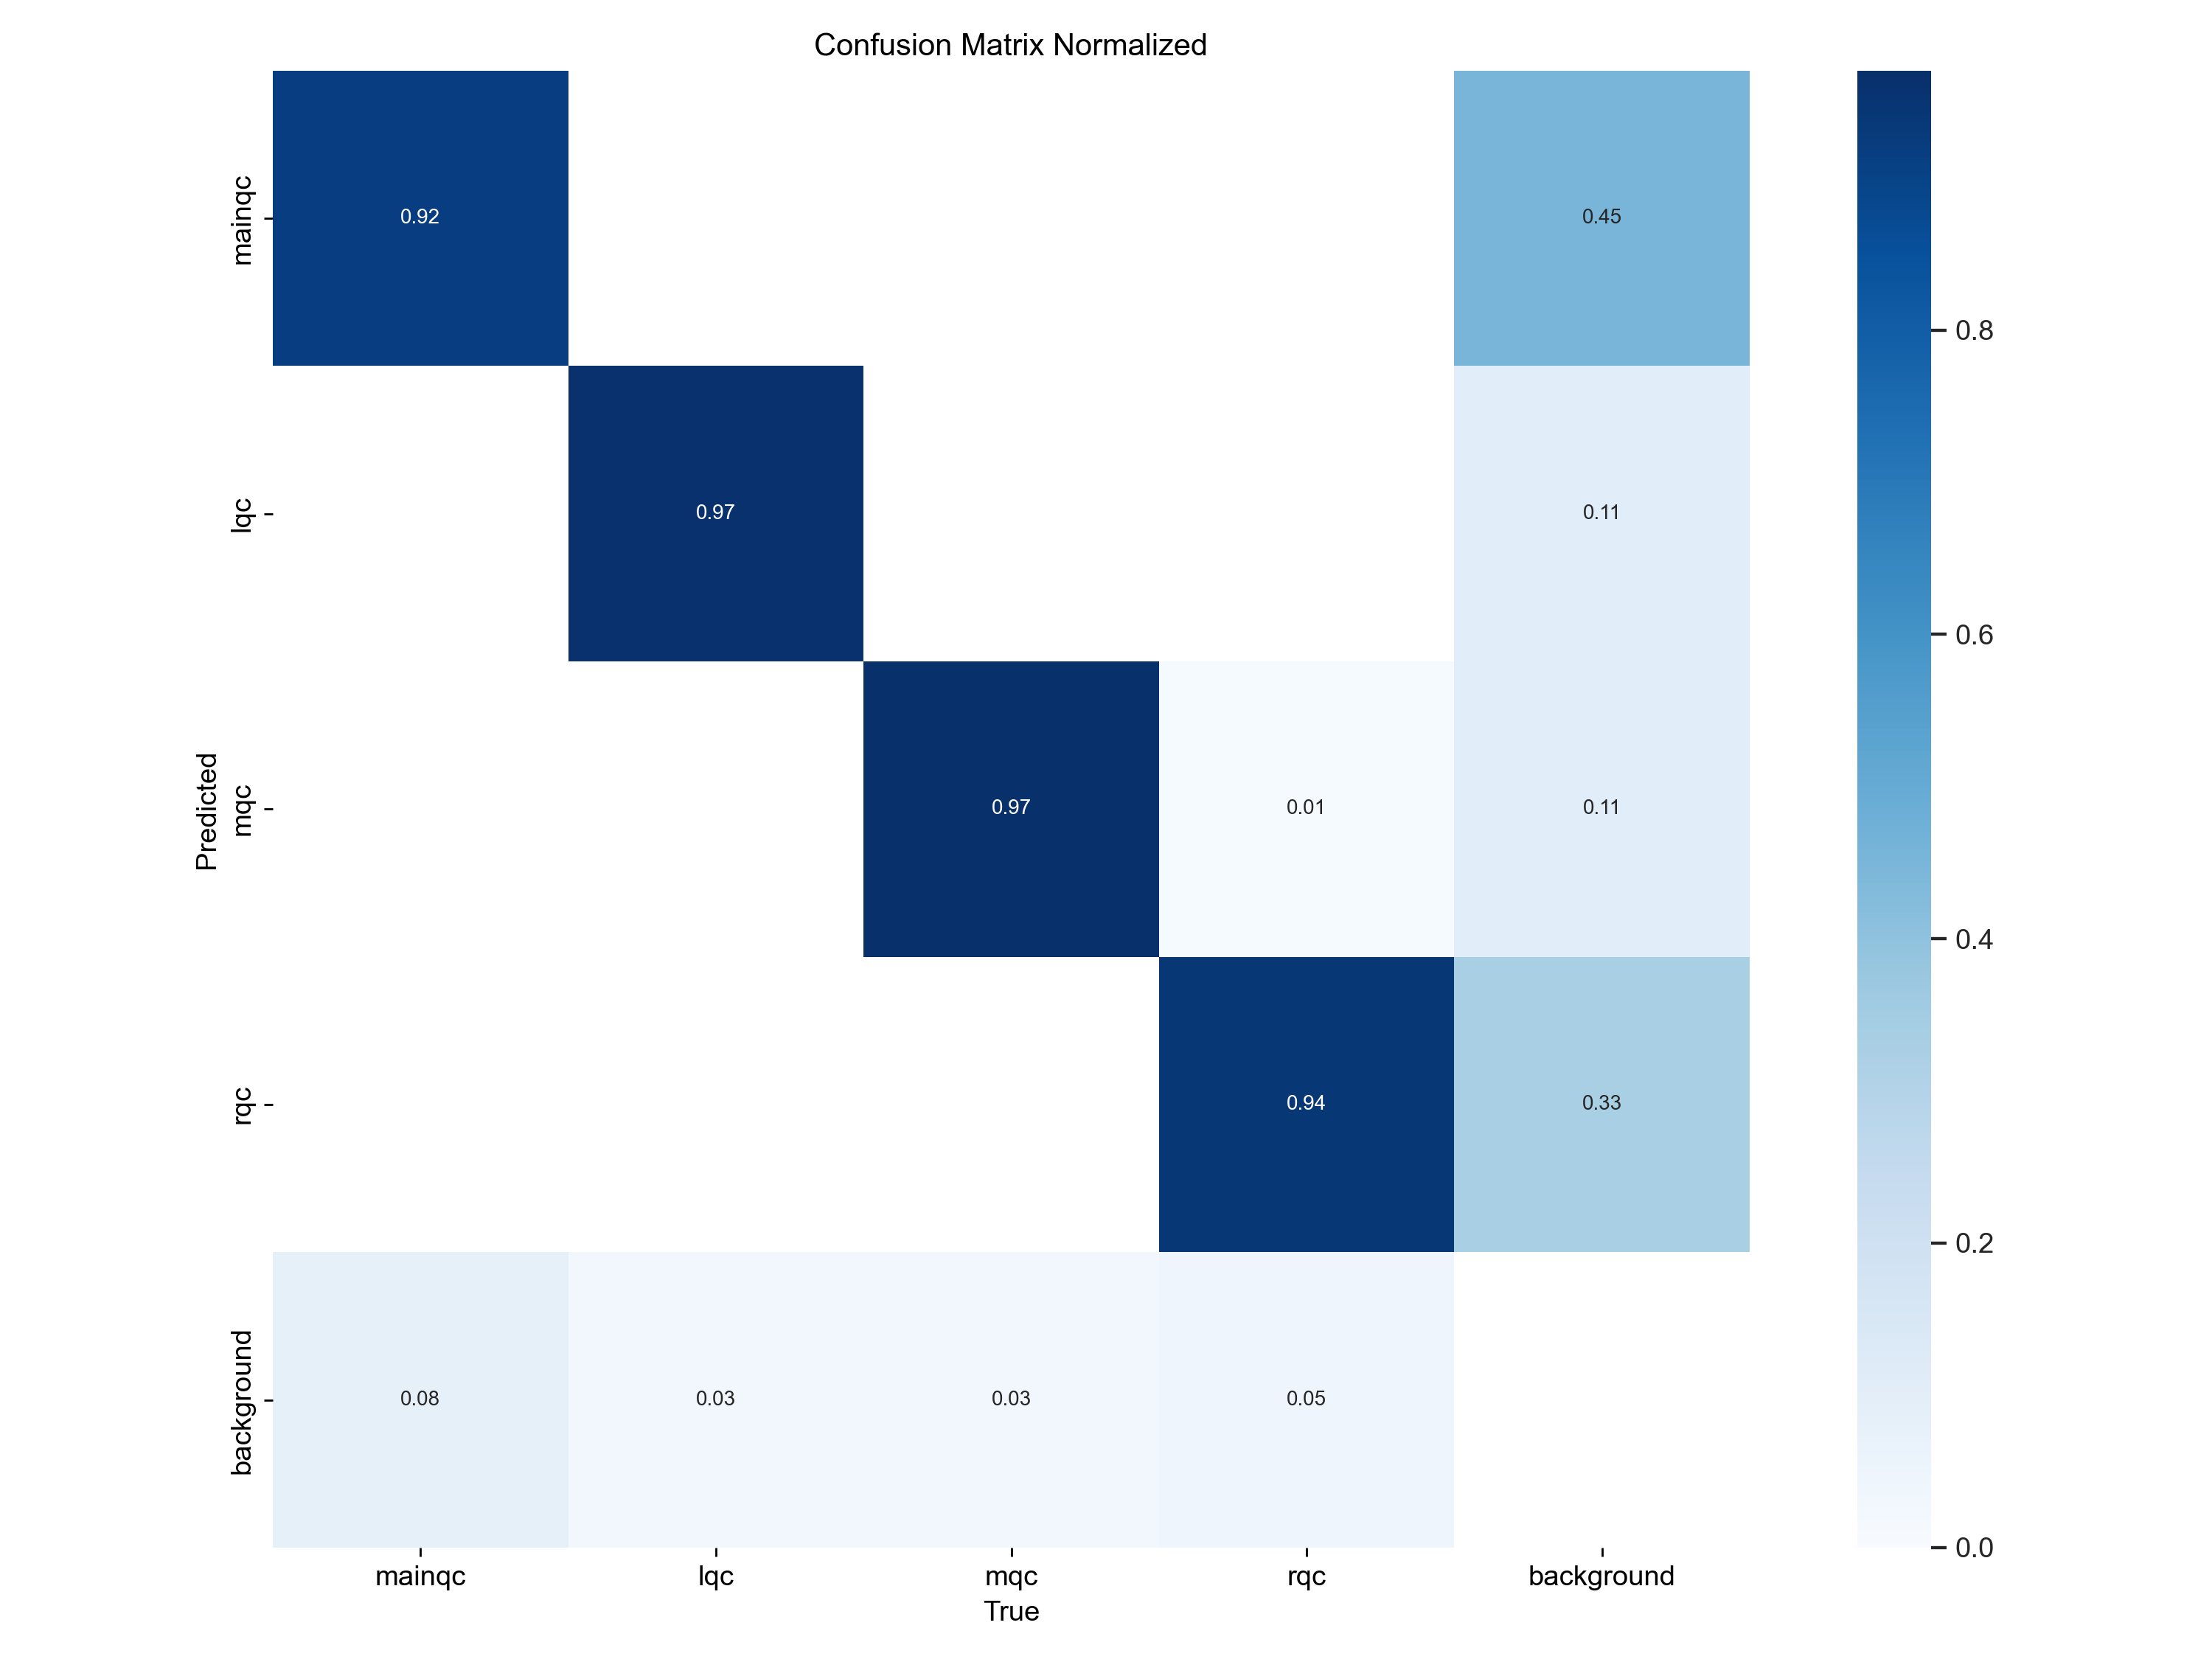 Confusion Matrix Normalized
mainqc
0.92
0.45
lqc
0.97
0.11
mqc
0.97
0.01
0.11
rqc
0.94
0.33
background
0.08
0.03
0.03
0.05
Predicted
mainqc
lqc
mqc
rqc
background
True
0.8
0.6
0.4
0.2
0.0